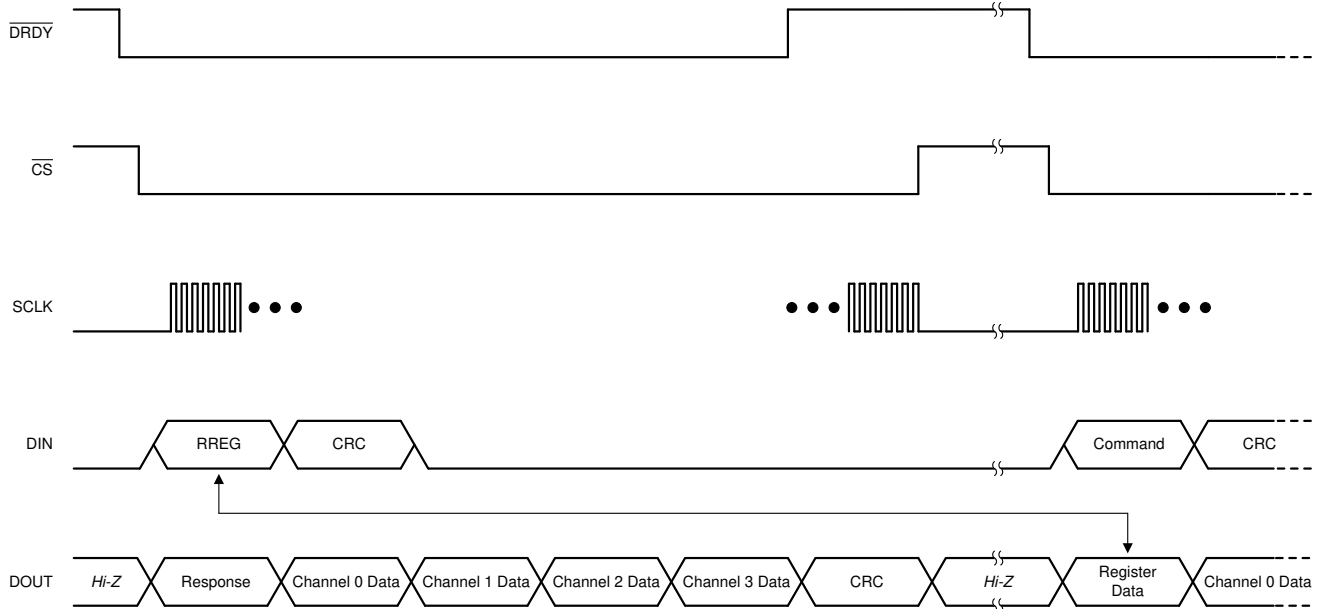 DRDY
CS
SCLK
DIN
RREG
CRC
Command
CRC
DOUT
Hi-Z
Response
Channel 0 Data
Channel 1 Data
Channel 2 Data
Channel 3 Data
CRC
Hi-Z
Register
Data
Channel 0 Data